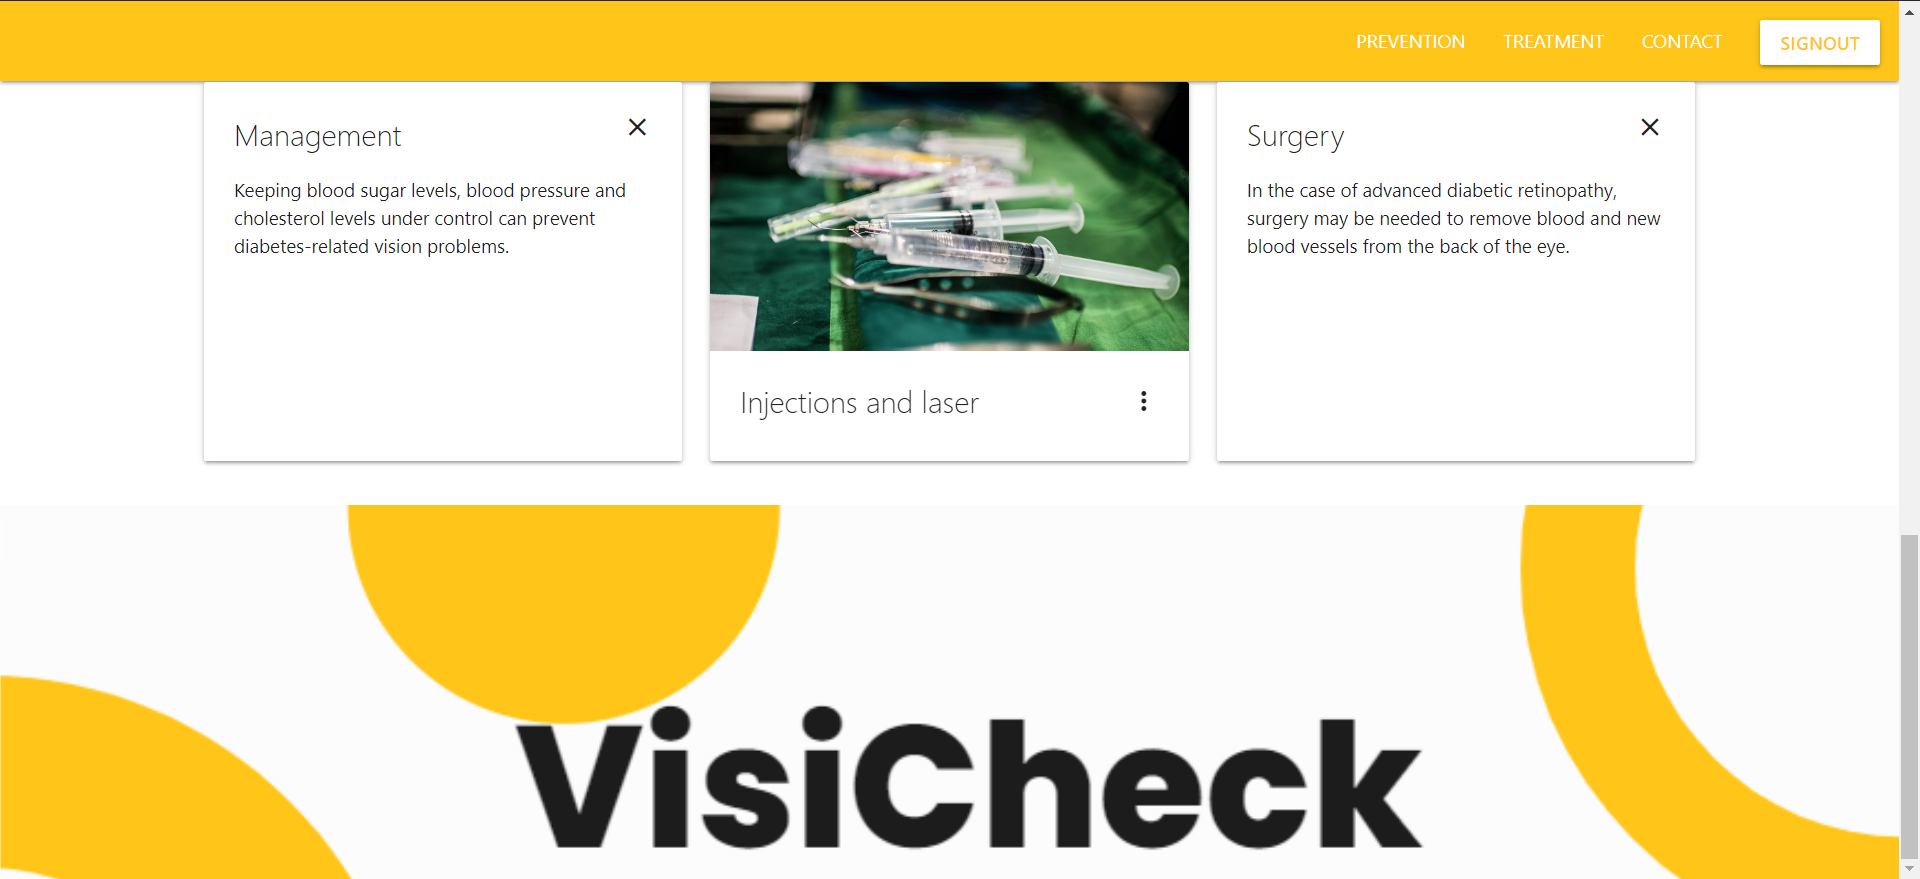 PREVENTION TREATMENT CONTACT SIGNOUT
Management
Keeping blood sugar levels, blood pressure and
cholesterol levels under control can prevent
diabetes-related vision problems.
Injections and laser
Surgery
In the case of advanced diabetic retinopathy,
surgery may be needed to remove blood and new
blood vessels from the back of the eye.
VisiCheck